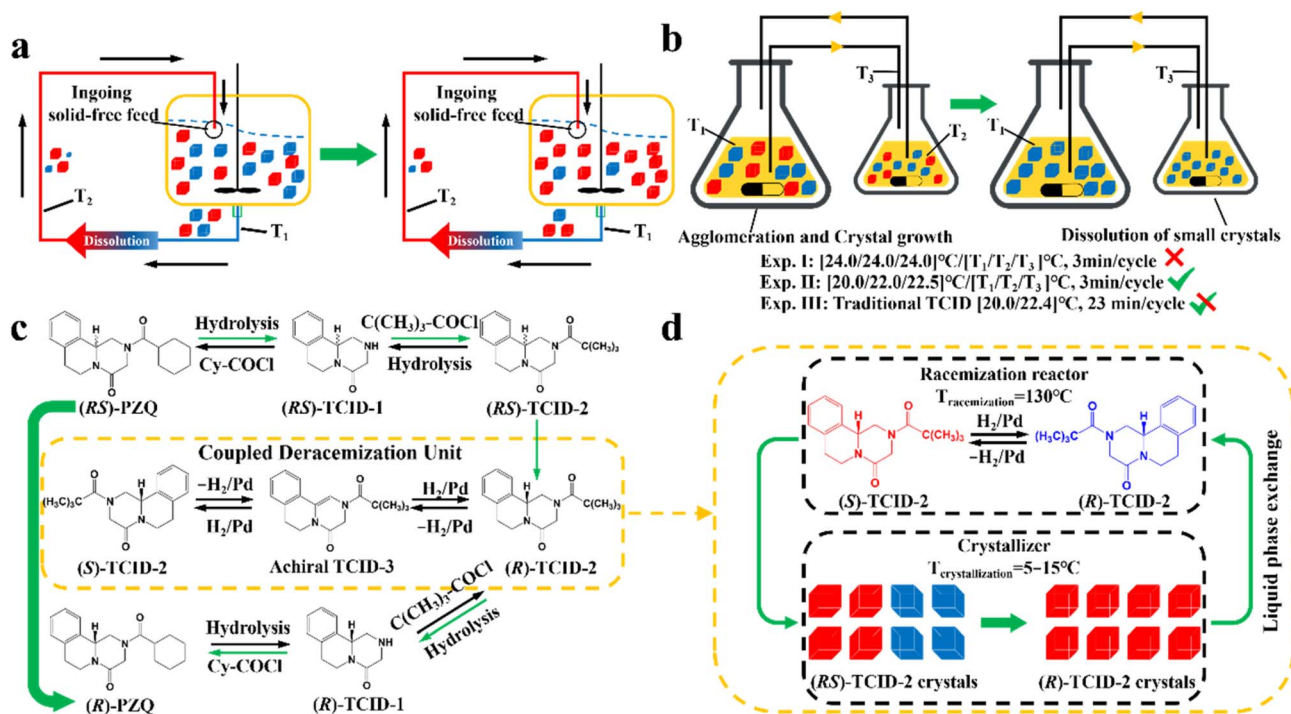 a
Ingoing
solid-free feed
T2
Dissolution
T1
Ingoing
solid-free feed
T2
Dissolution
T1
b
T3
T1
T2
T3
T1
Agglomeration and Crystal growth
Dissolution of small crystals
Exp. I: [24.0/24.0/24.0]°C/[T1/T2/T3]°C, 3min/cycle
Exp. II: [20.0/22.0/22.5]°C/[T1/T2/T3]°C, 3min/cycle
Exp. III: Traditional TCID [20.0/22.4]°C, 23 min/cycle
c
H
N
O
N
O
(RS)-PZQ
Hydrolysis
Cy-COCl
H
NH
N
O
(RS)-TCID-1
C(CH3)3-COCl
Hydrolysis
H
N
O
C(CH3)3
N
O
(RS)-TCID-2
Coupled Deracemization Unit
O
(H3C)3C
N
H
N
O
(S)-TCID-2
−H2/Pd
H2/Pd
O
N
C(CH3)3
N
O
Achiral TCID-3
H2/Pd
−H2/Pd
H
O
N
C(CH3)3
N
O
(R)-TCID-2
C(CH3)3-COCl
Hydrolysis
H
O
N
N
O
(R)-PZQ
Hydrolysis
Cy-COCl
H
NH
N
O
(R)-TCID-1
d
Racemization reactor
Tracemization=130°C
H
O
N
C(CH3)3
N
O
(S)-TCID-2
H2/Pd
−H2/Pd
O
(H3C)3C
N
H
N
O
(R)-TCID-2
Crystallizer
Tcrystallization=5-15°C
(RS)-TCID-2 crystals
(R)-TCID-2 crystals
Liquid phase exchange